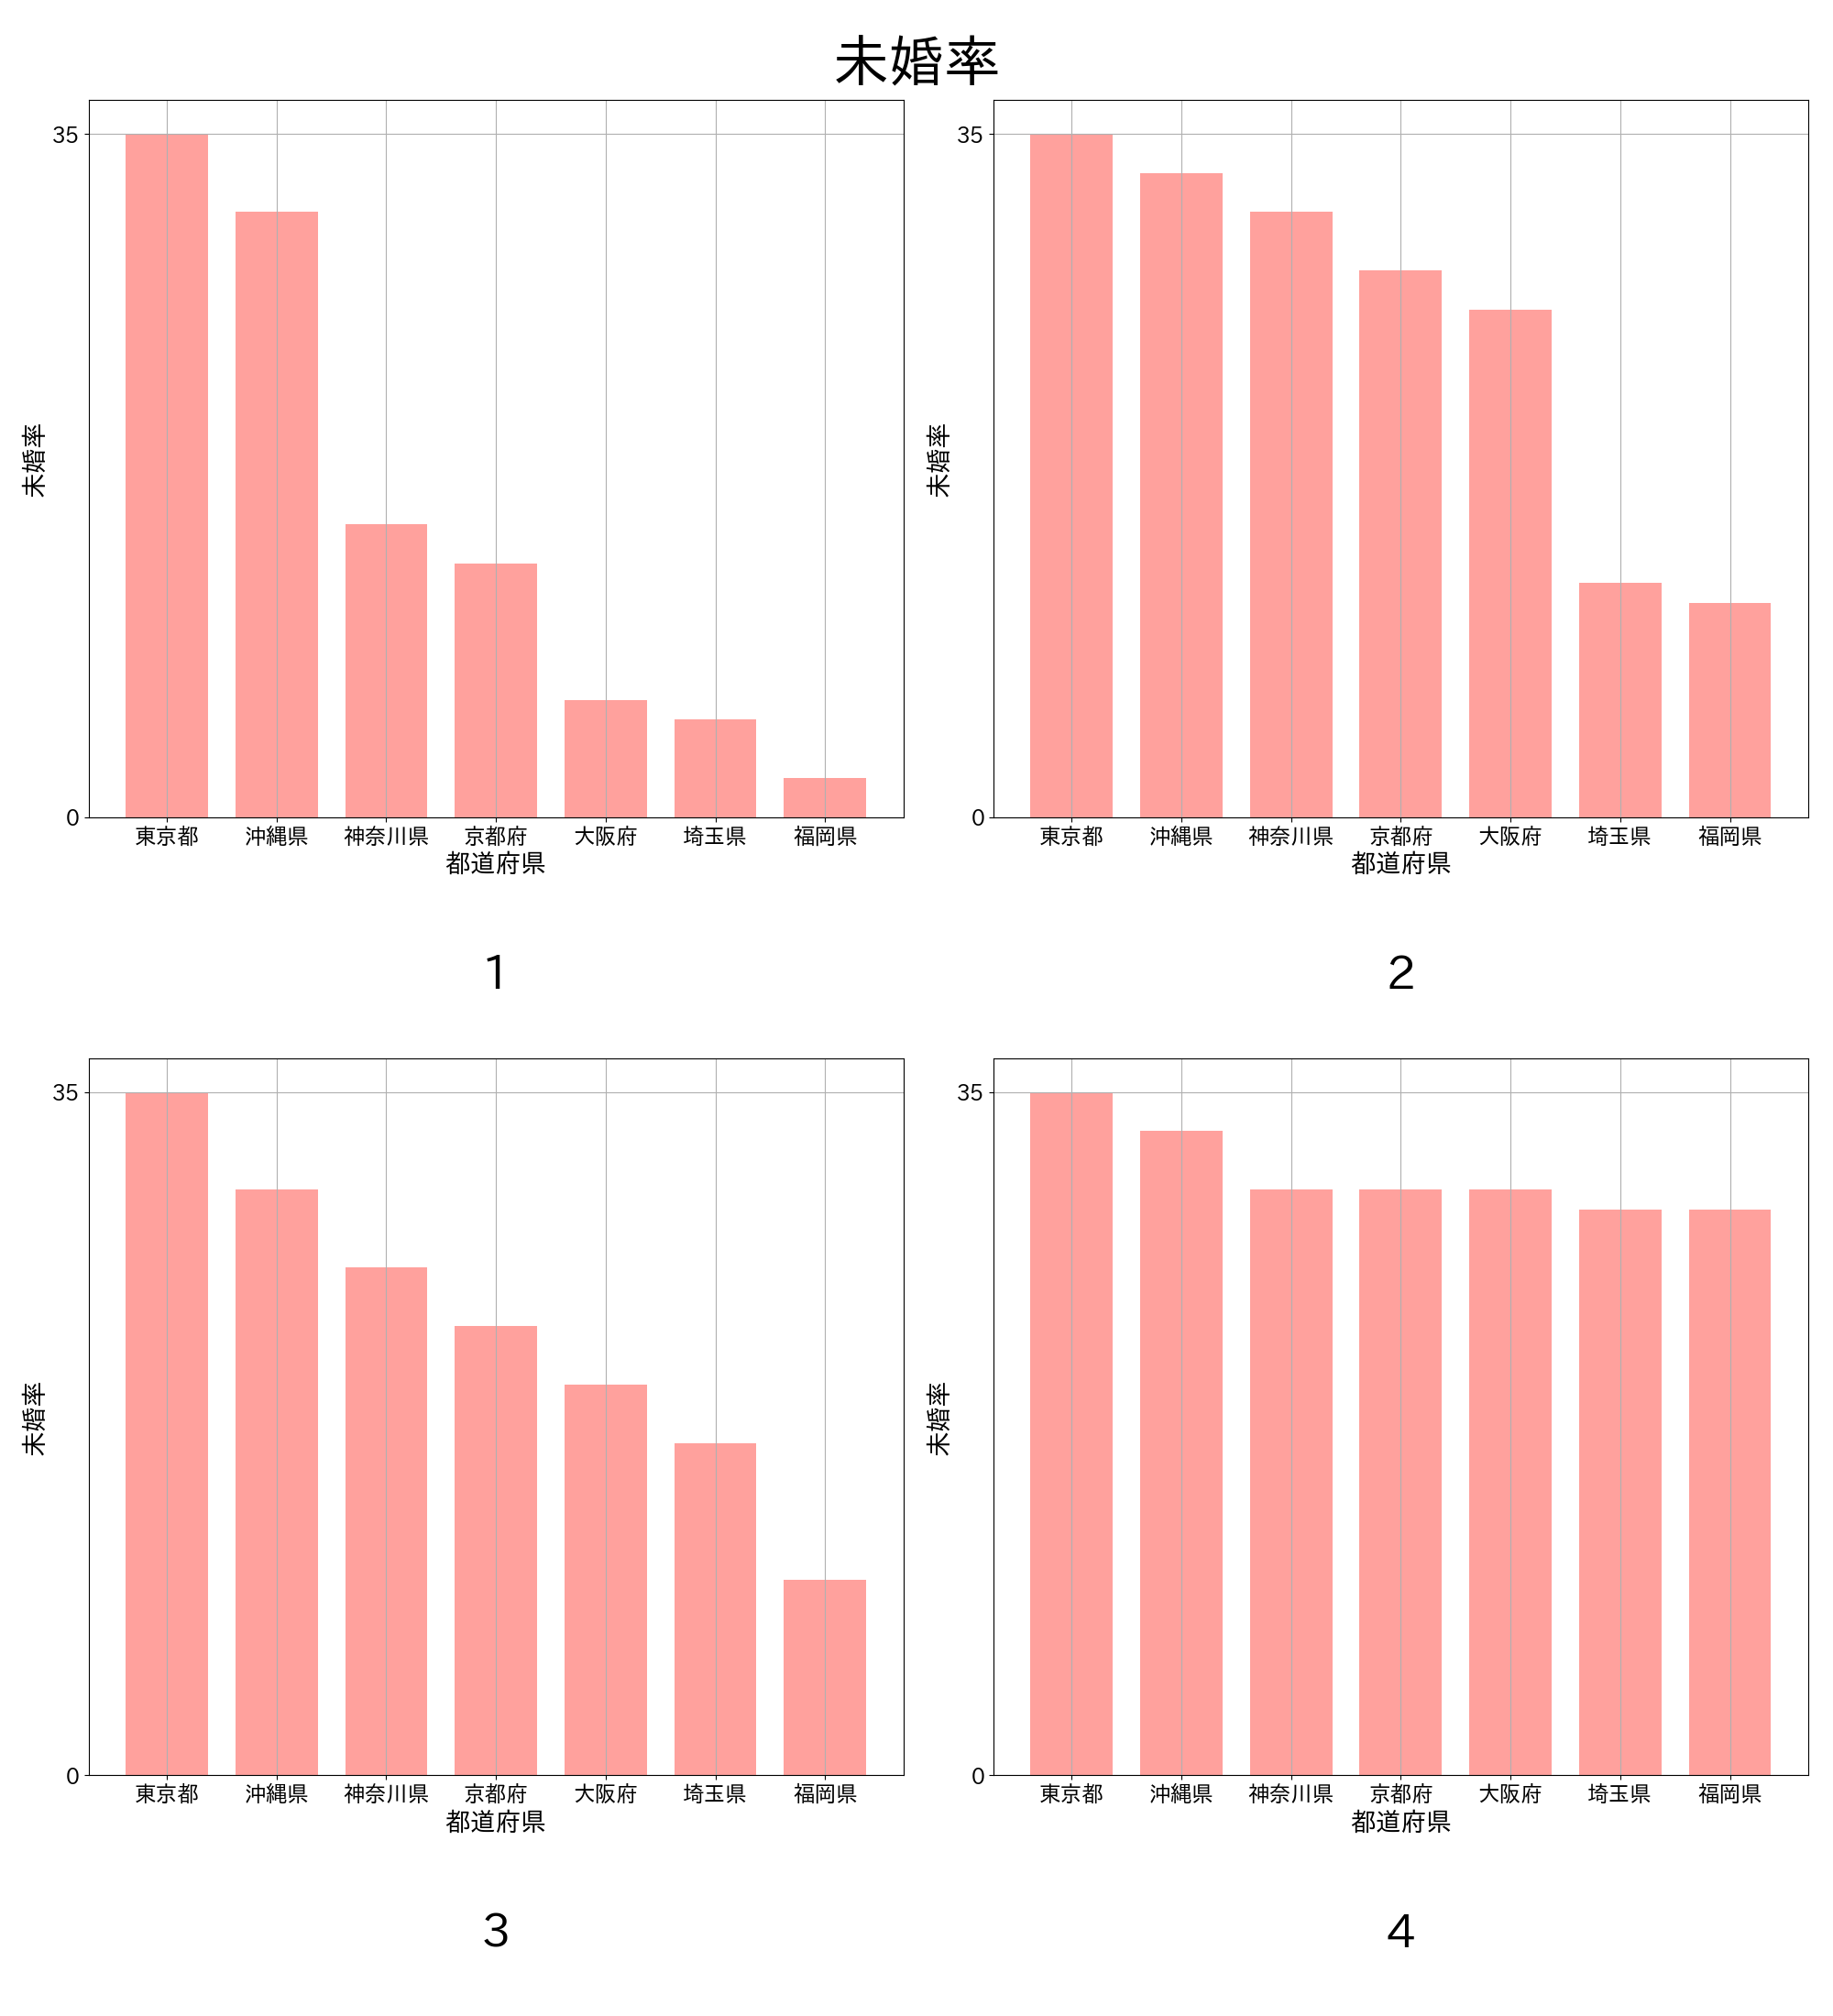 未婚率
35
0
未婚率
東京都 沖縄県 神奈川県 京都府 大阪府 埼玉県 福岡県
都道府県
1
35
0
未婚率
東京都 沖縄県 神奈川県 京都府 大阪府 埼玉県 福岡県
都道府県
2
35
0
未婚率
東京都 沖縄県 神奈川県 京都府 大阪府 埼玉県 福岡県
都道府県
3
35
0
未婚率
東京都 沖縄県 神奈川県 京都府 大阪府 埼玉県 福岡県
都道府県
4